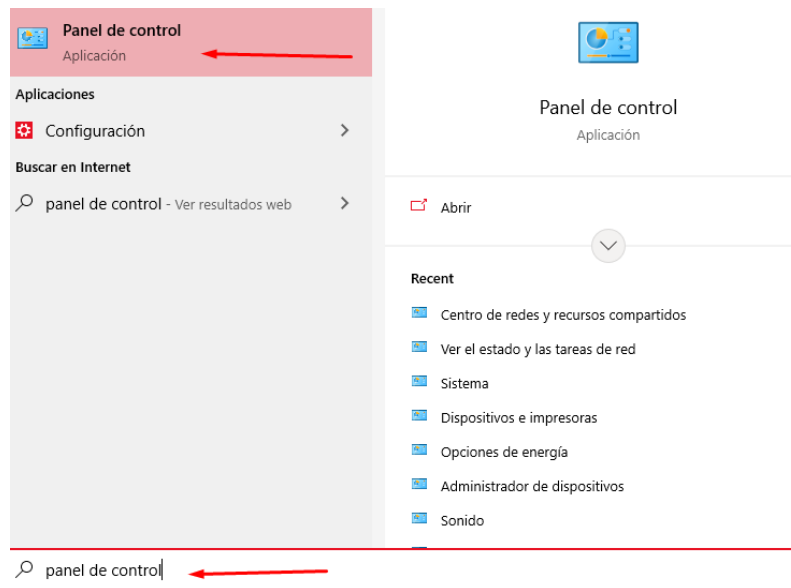 Panel de control
Aplicación
Aplicaciones
Configuración
Buscar en Internet
panel de control - Ver resultados web
Panel de control
Aplicación
Abrir
Recent
Centro de redes y recursos compartidos
Ver el estado y las tareas de red
Sistema
Dispositivos e impresoras
Opciones de energía
Administrador de dispositivos
Sonido
panel de control